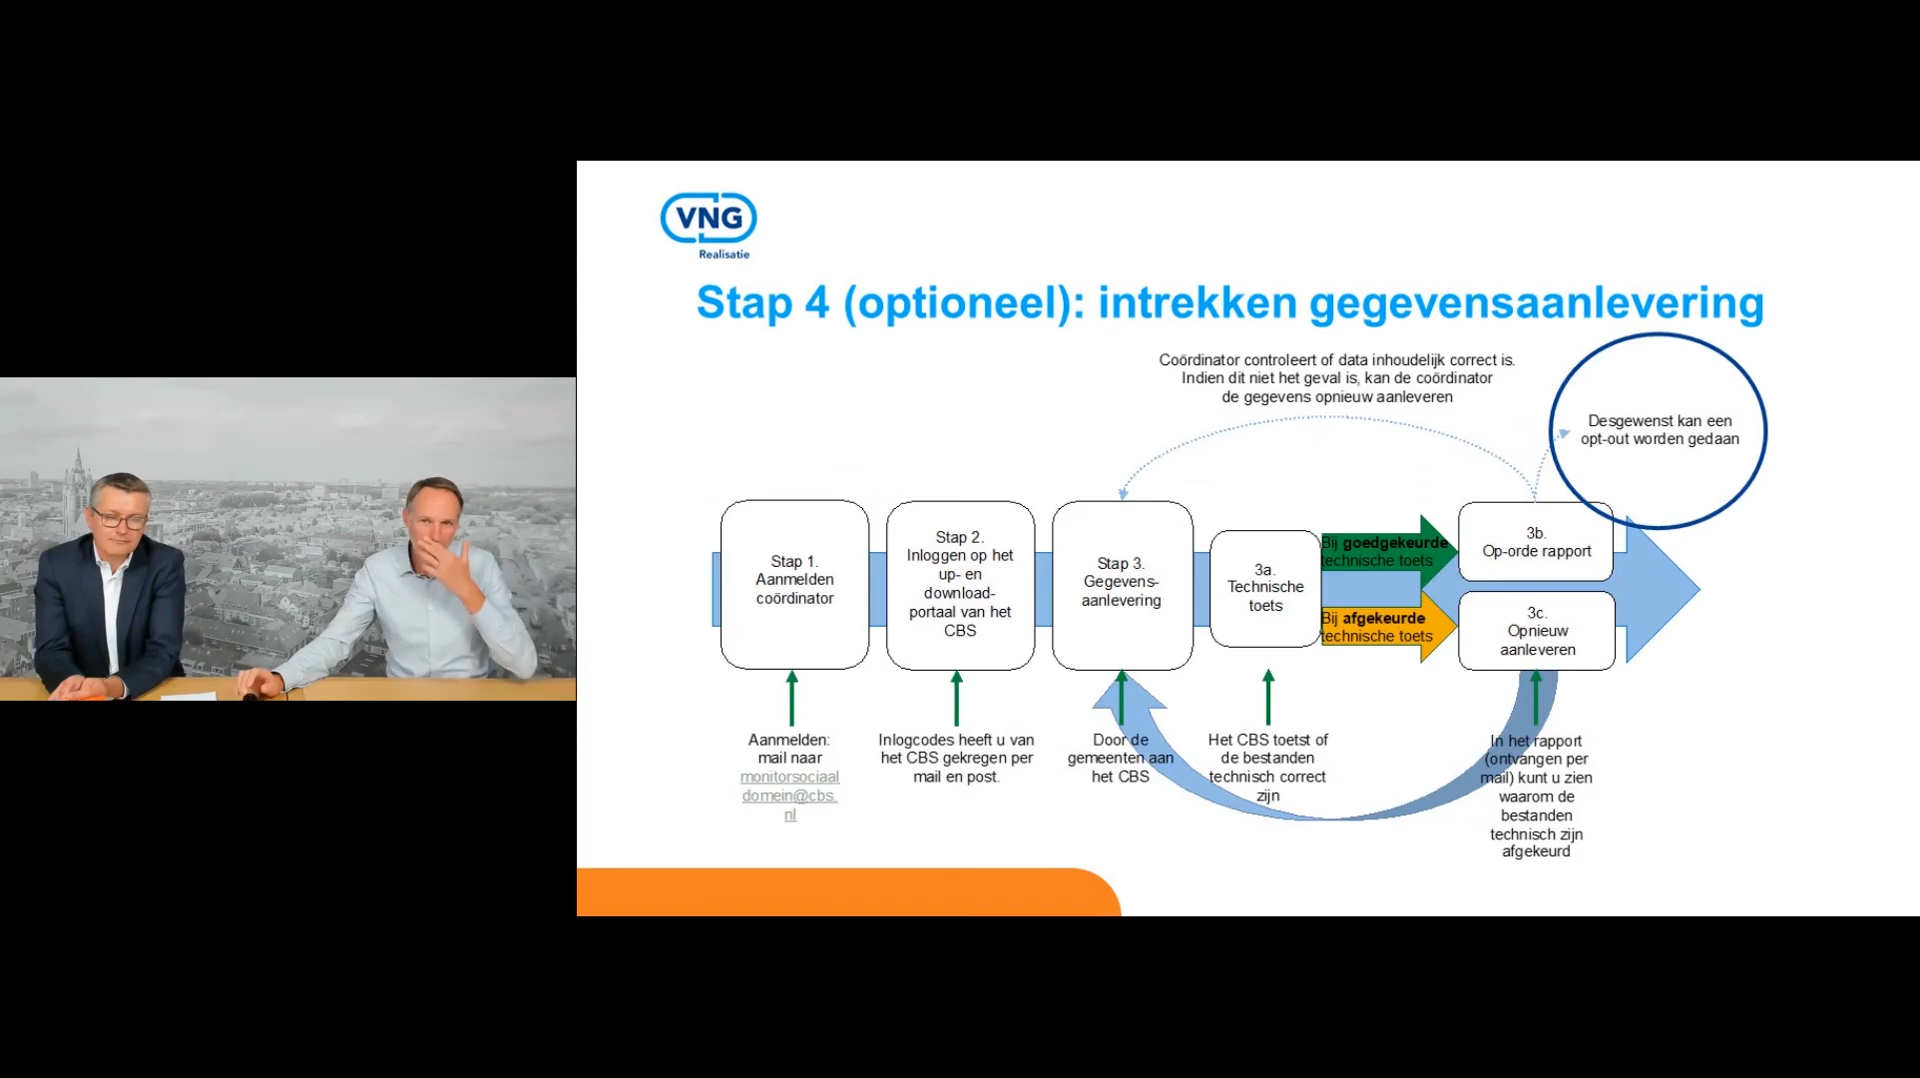 VNG
Realisatie
Stap 4 (optioneel): intrekken gegevensaanlevering
Coördinator controleert of data inhoudelijk correct is.
Indien dit niet het geval is, kan de coördinator
de gegevens opnieuw aanleveren
Desgewenst kan een
opt-out worden gedaan
Stap 1.
Aanmelden
coördinator
Stap 2.
Inloggen op het
up- en
download-
portaal van het
CBS
Stap 3.
Gegevens-
aanlevering
3a.
Technische
toets
Bij goedgekeurde
technische toets
Bij afgekeurde
technische toets
3b.
Op-orde rapport
3c.
Opnieuw
aanleveren
Aanmelden:
mail naar
monitorsociaal
domein@cbs.
nl
Inlogcodes heeft u van
het CBS gekregen per
mail en post.
Door de
gemeenten aan
het CBS
Het CBS toetst of
de bestanden
technisch correct
zijn
In het rapport
(ontvangen per
mail) kunt u zien
waarom de
bestanden
technisch zijn
afgekeurd